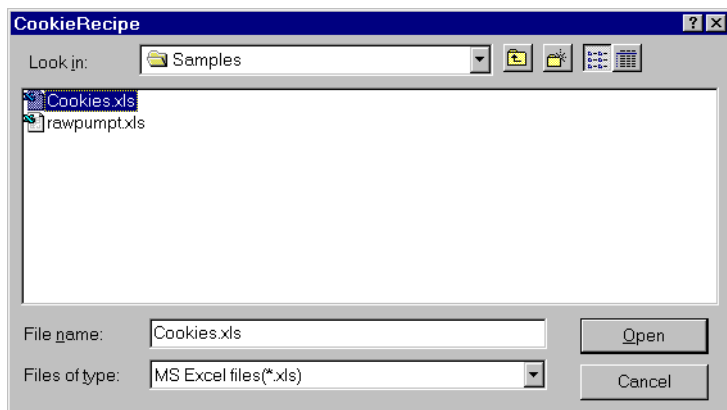 CookieRecipe
Look in: Samples
Cookies.xls
rawpumpt.xls
File name: Cookies.xls Open
Files of type: MS Excel files(*.xls) Cancel